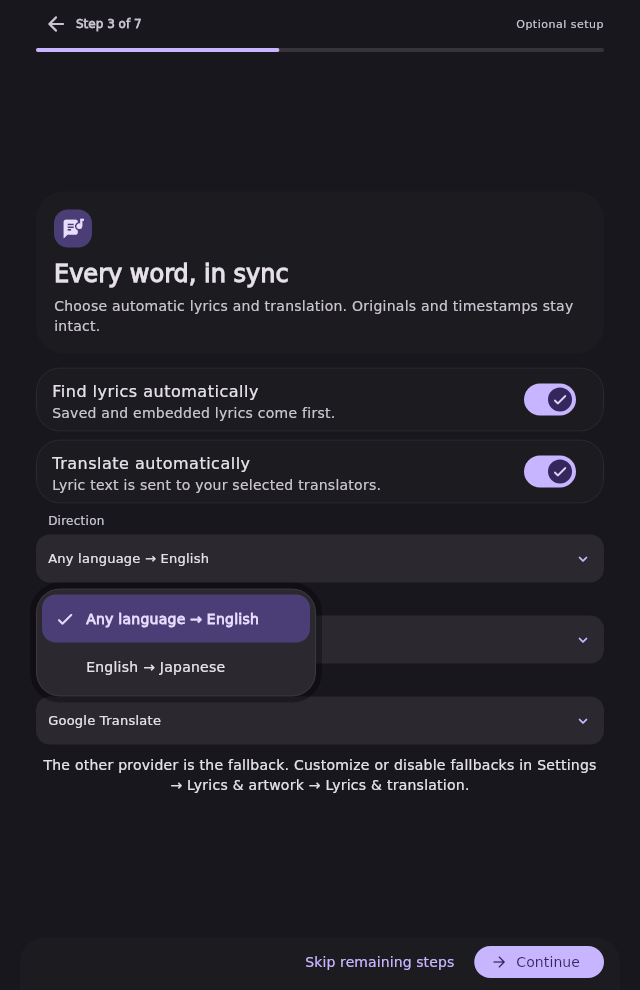 Step 3 of 7
Optional setup
Every word, in sync
Choose automatic lyrics and translation. Originals and timestamps stay
intact.
Find lyrics automatically
Saved and embedded lyrics come first.
Translate automatically
Lyric text is sent to your selected translators.
Direction
Any language → English
Any language → English
English → Japanese
Google Translate
The other provider is the fallback. Customize or disable fallbacks in Settings
→ Lyrics & artwork → Lyrics & translation.
Skip remaining steps
→ Continue